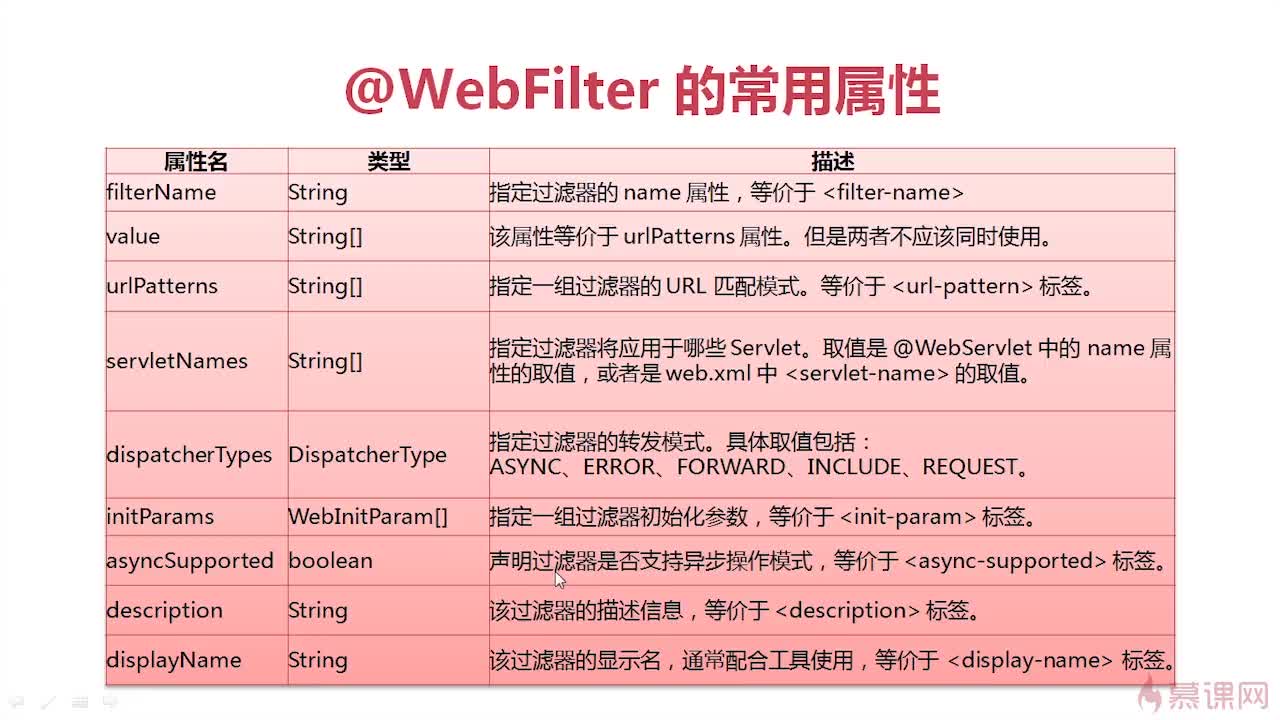 @WebFilter 的常用属性
属性名 类型 描述
filterName String 指定过滤器的 name 属性，等价于 <filter-name>
value String[] 该属性等价于 urlPatterns 属性。但是两者不应该同时使用。
urlPatterns String[] 指定一组过滤器的 URL 匹配模式。等价于 <url-pattern> 标签。
servletNames String[] 指定过滤器将应用于哪些 Servlet。取值是 @WebServlet 中的 name 属
性的取值，或者是 web.xml 中 <servlet-name> 的取值。
dispatcherTypes DispatcherType 指定过滤器的转发模式。具体取值包括：
ASYNC、ERROR、FORWARD、INCLUDE、REQUEST。
initParams WebInitParam[] 指定一组过滤器初始化参数，等价于 <init-param> 标签。
asyncSupported boolean 声明过滤器是否支持异步操作模式，等价于 <async-supported> 标签。
description String 该过滤器的描述信息，等价于 <description> 标签。
displayName String 该过滤器的显示名，通常配合工具使用，等价于 <display-name> 标签。
慕课网